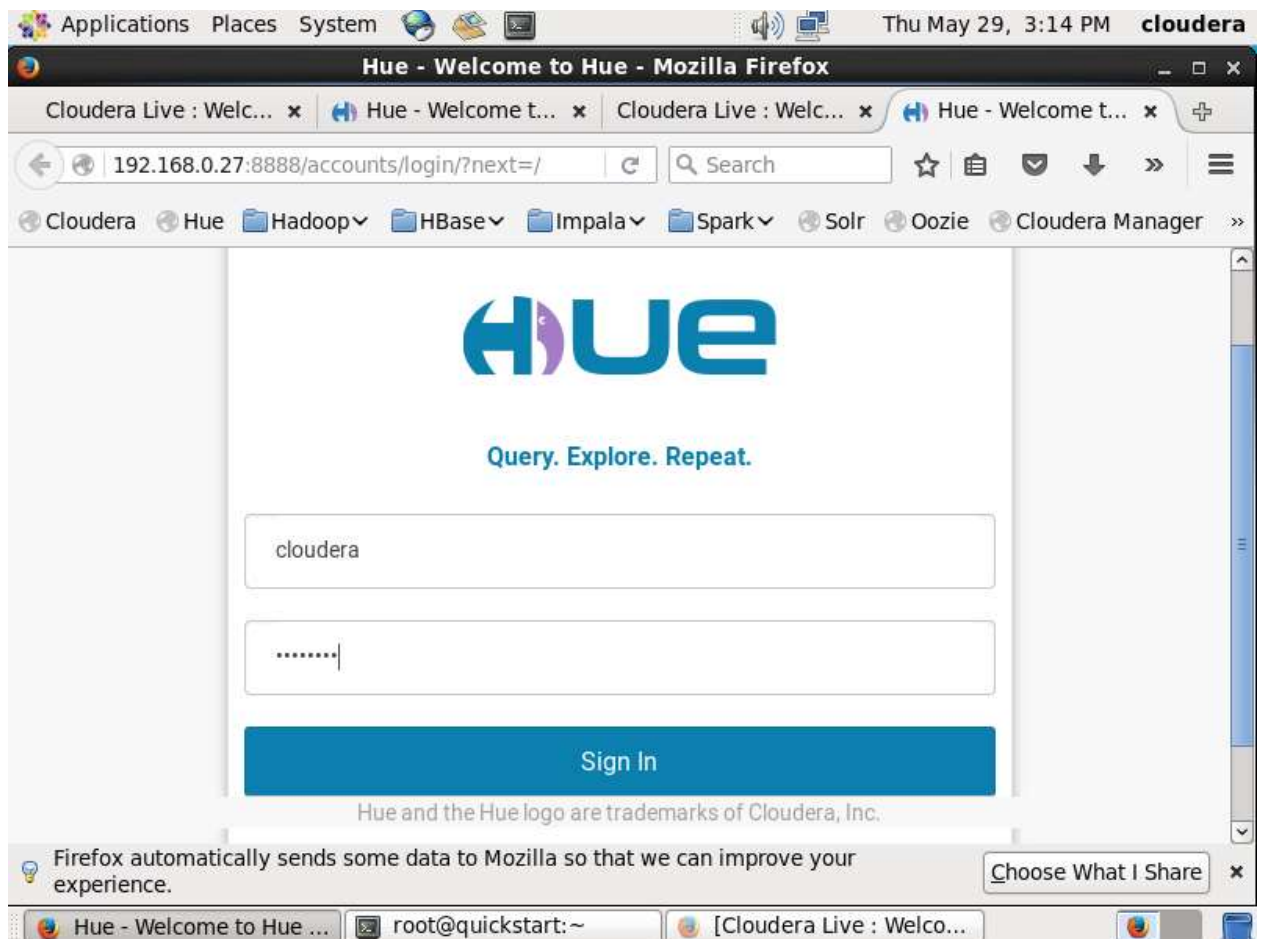 Applications Places System Thu May 29, 3:14 PM cloudera
Hue - Welcome to Hue - Mozilla Firefox
Cloudera Live : Welc... Hue - Welcome t... Cloudera Live : Welc... Hue - Welcome t...
192.168.0.27:8888/accounts/login/?next=/ Search
Cloudera Hue Hadoop HBase Impala Spark Solr Oozie Cloudera Manager
HUE
Query. Explore. Repeat.
cloudera
••••••••
Sign In
Hue and the Hue logo are trademarks of Cloudera, Inc.
Firefox automatically sends some data to Mozilla so that we can improve your
experience.
Choose What I Share
Hue - Welcome to Hue ... root@quickstart:~ [Cloudera Live : Welco...